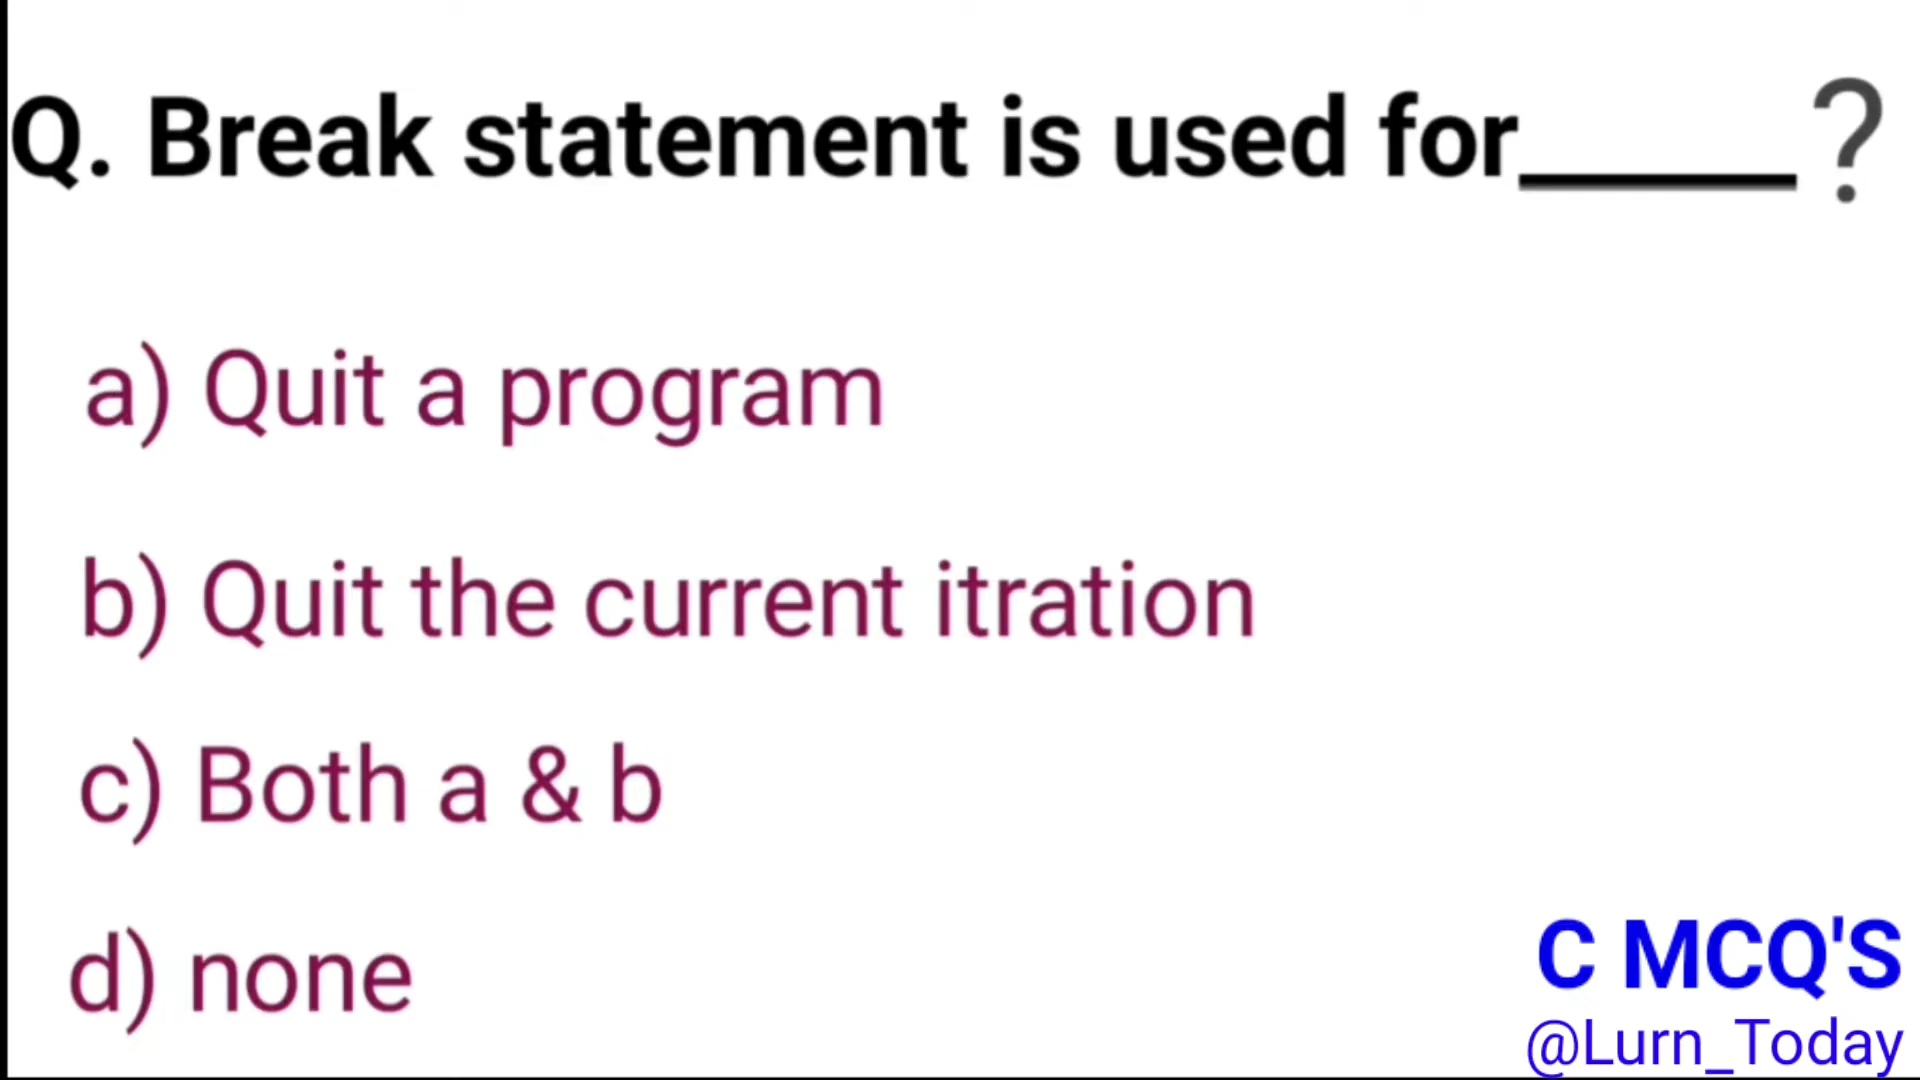 Q. Break statement is used for_____?
a) Quit a program
b) Quit the current itration
c) Both a & b
d) none
C MCQ'S
@Lurn_Today